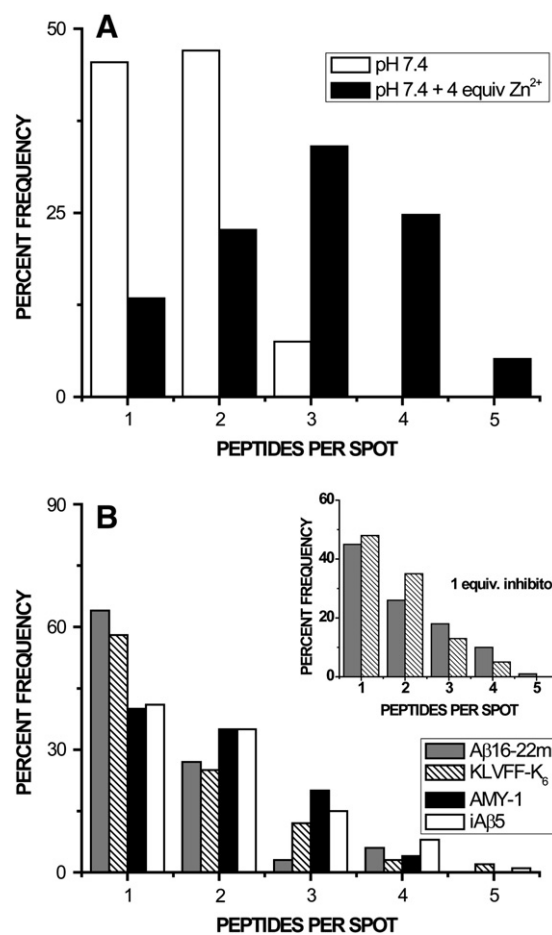 A
50
25
0
PERCENT FREQUENCY
pH 7.4
pH 7.4 + 4 equiv Zn²⁺
1 2 3 4 5
PEPTIDES PER SPOT
B
90
60
30
0
PERCENT FREQUENCY
60
40
20
0
PERCENT FREQUENCY
1 equiv. inhibito
1 2 3 4 5
PEPTIDES PER SPOT
Aβ16-22m
KLVFF-K₆
AMY-1
iAβ5
1 2 3 4 5
PEPTIDES PER SPOT